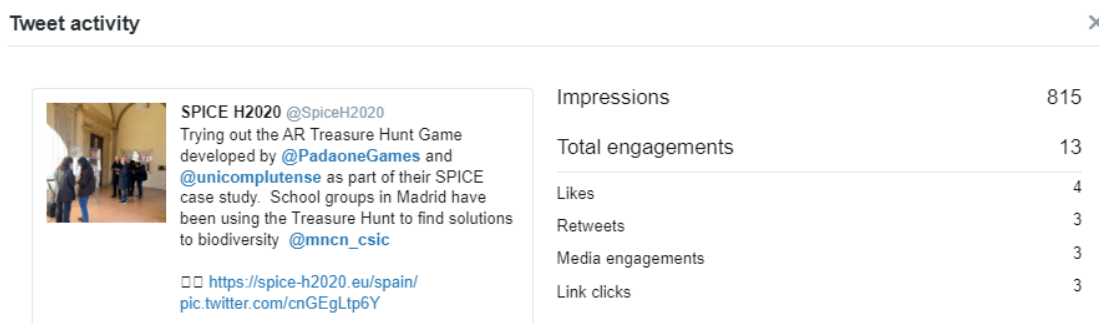 Tweet activity
SPICE H2020 @SpiceH2020
Trying out the AR Treasure Hunt Game
developed by @PadaoneGames and
@unicomplutense as part of their SPICE
case study. School groups in Madrid have
been using the Treasure Hunt to find solutions
to biodiversity @mncn_csic
□□ https://spice-h2020.eu/spain/
pic.twitter.com/cnGEgLtp6Y
Impressions 815
Total engagements 13
Likes 4
Retweets 3
Media engagements 3
Link clicks 3